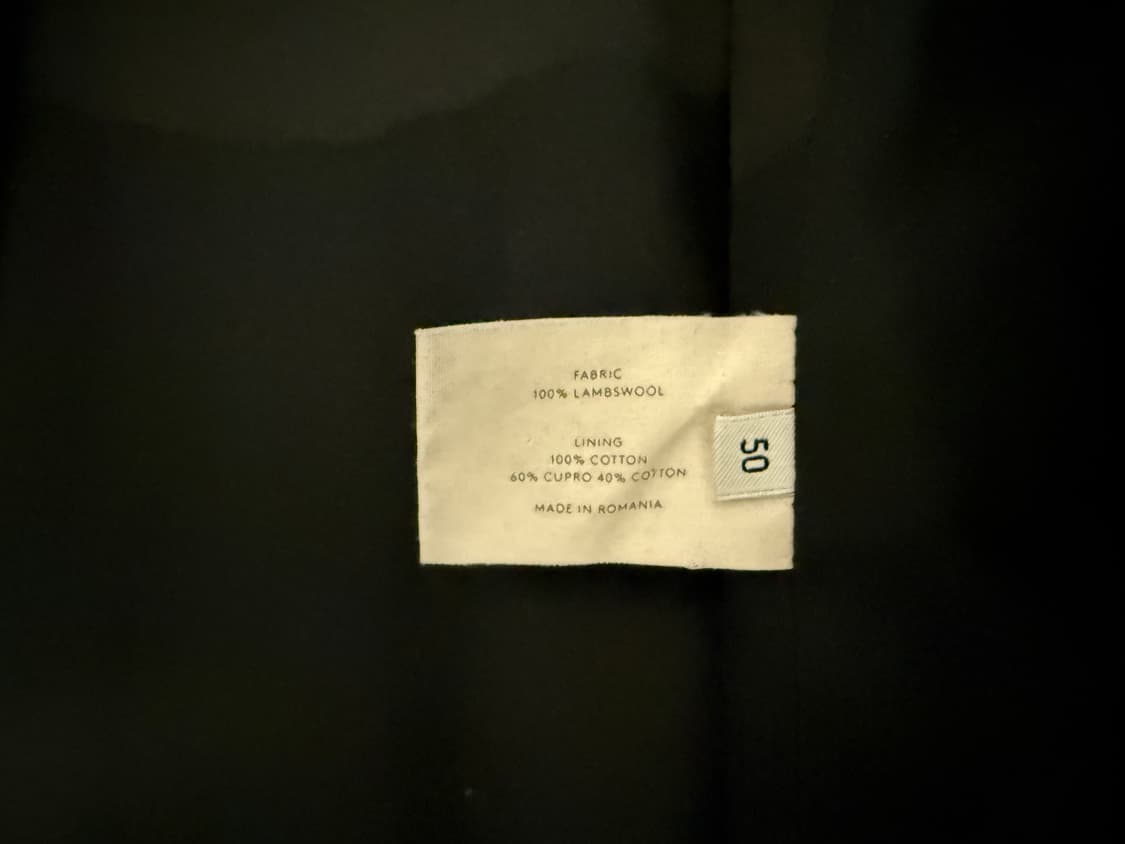 FABRIC
100% LAMBSWOOL
LINING
100% COTTON
60% CUPRO 40% COTTON
MADE IN ROMANIA
50